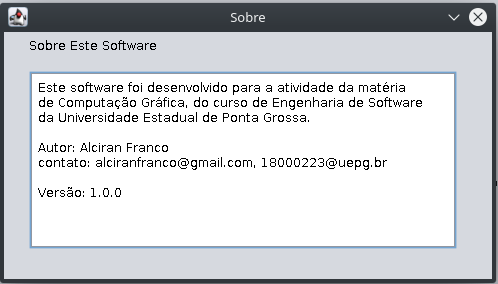 Sobre
Sobre Este Software
Este software foi desenvolvido para a atividade da matéria
de Computação Gráfica, do curso de Engenharia de Software
da Universidade Estadual de Ponta Grossa.
Autor: Alciran Franco
contato: alciranfranco@gmail.com, 18000223@uepg.br
Versão: 1.0.0